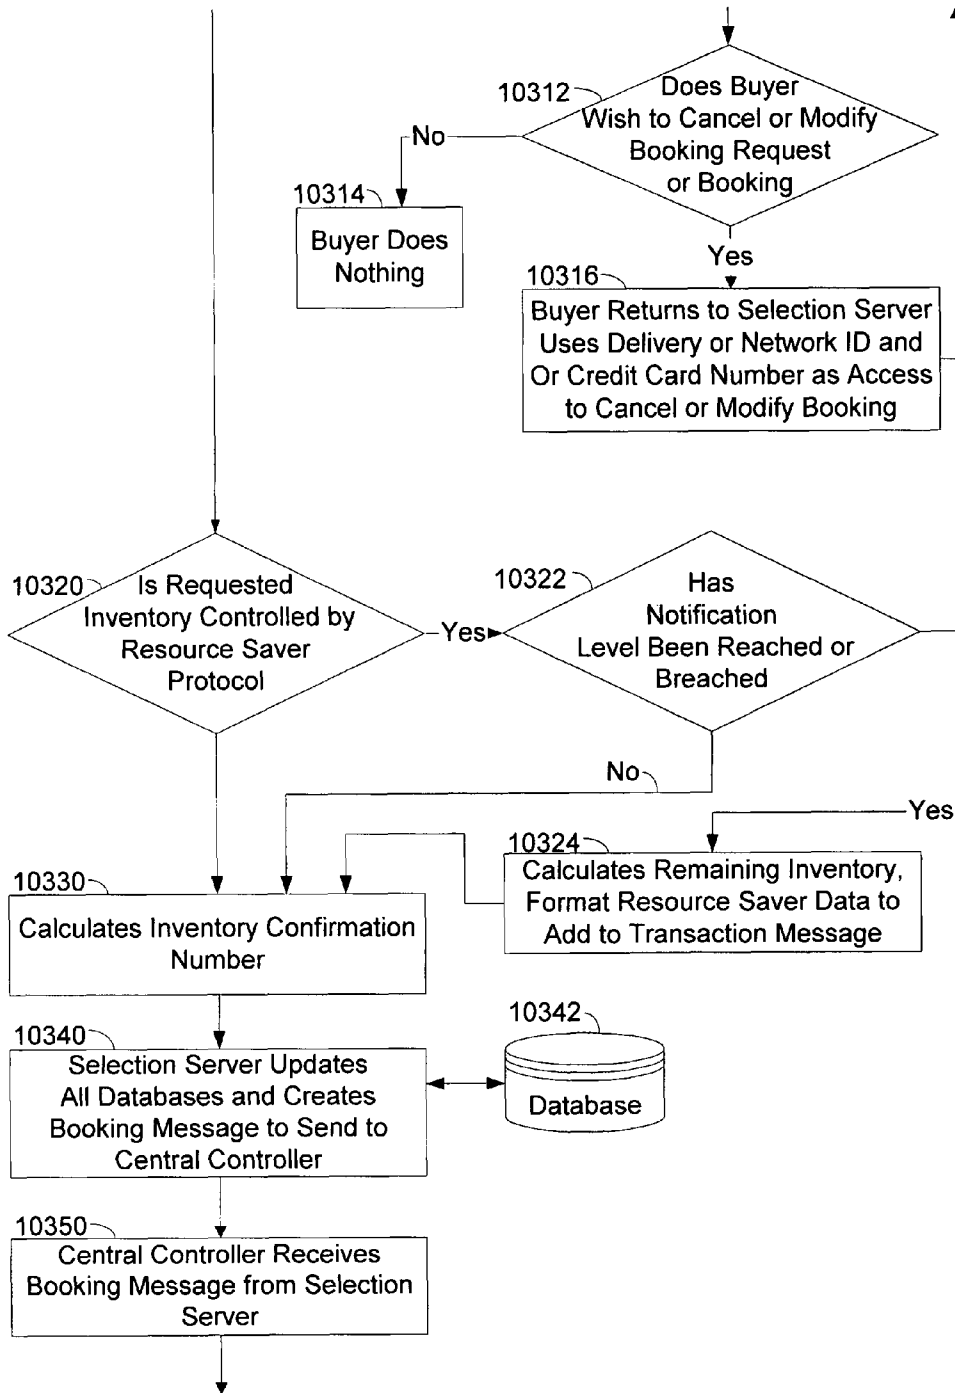 10312
Does Buyer
Wish to Cancel or Modify
Booking Request
or Booking
No
10314
Buyer Does
Nothing
Yes
10316
Buyer Returns to Selection Server
Uses Delivery or Network ID and
Or Credit Card Number as Access
to Cancel or Modify Booking
10320
Is Requested
Inventory Controlled by
Resource Saver
Protocol
Yes
10322
Has
Notification
Level Been Reached or
Breached
No
Yes
10324
Calculates Remaining Inventory,
Format Resource Saver Data to
Add to Transaction Message
10330
Calculates Inventory Confirmation
Number
10340
Selection Server Updates
All Databases and Creates
Booking Message to Send to
Central Controller
10342
Database
10350
Central Controller Receives
Booking Message from Selection
Server